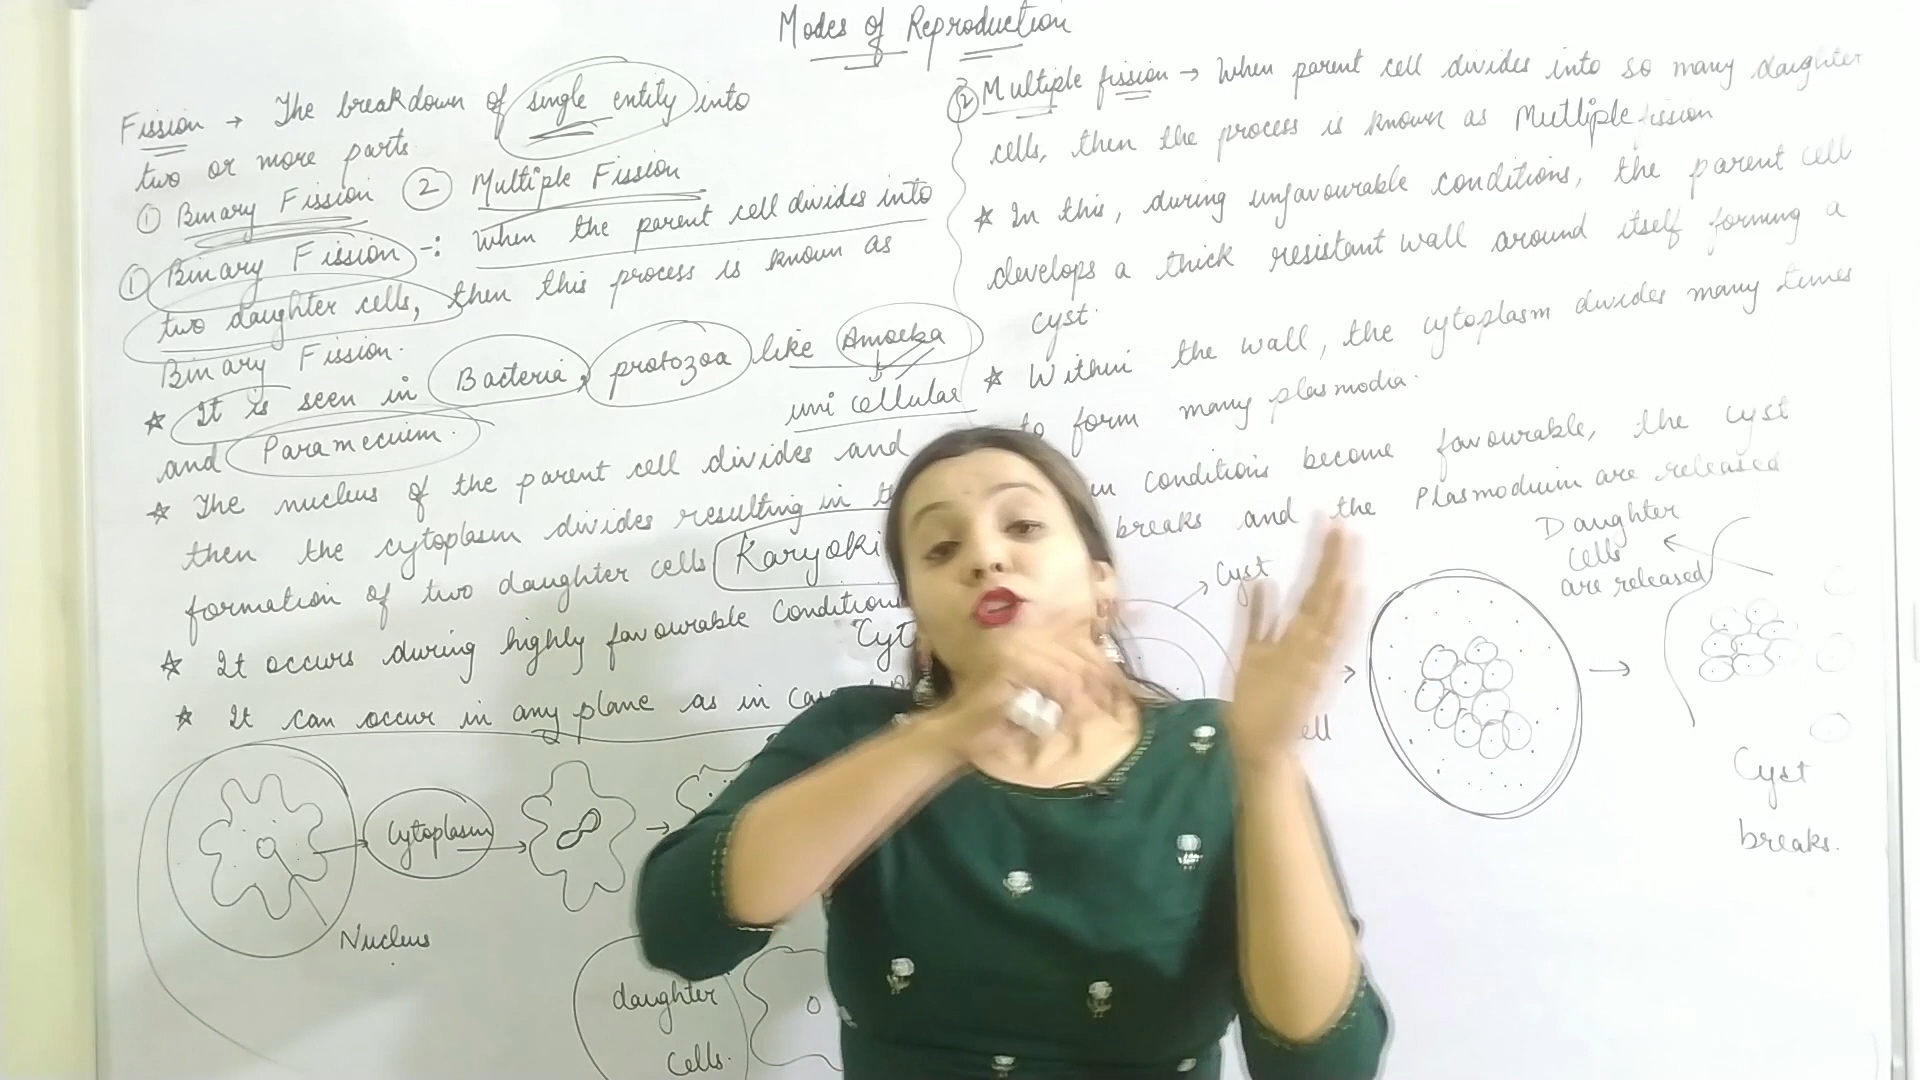 Modes of Reproduction
Fission → The breakdown of single entity into
two or more parts
① Binary Fission ② Multiple Fission
① Binary Fission -: When the parent cell divides into
two daughter cells, then this process is known as
Binary Fission.
★ It is seen in Bacteria, protozoa like Amoeba
uni cellular
and Paramecium.
★ The nucleus of the parent cell divides and
then the cytoplasm divides resulting in
formation of two daughter cells
★ It occurs during highly favourable
★ It can occur in any plane as in
Cytoplasm
Nucleus
daughter
cells.
② Multiple fission → When parent cell divides into so many daughter
cells, then the process is known as Mutliple fission
★ In this, during unfavourable conditions, the parent cell
develops a thick resistant wall around itself forming a
cyst.
★ Within the wall, the cytoplasm divides many times
to form many plasmodia.
conditions become favourable, the cyst
breaks and the Plasmodium are released
Cyst
Daughter
cells
are released
Cyst
breaks.